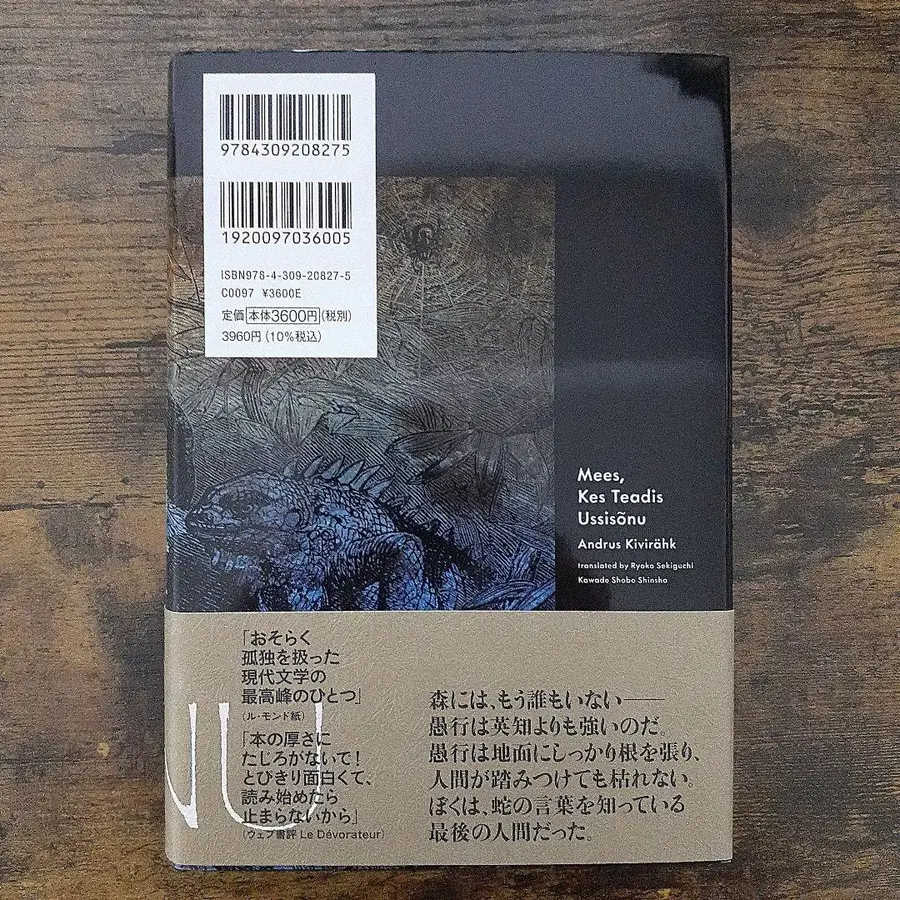 9784309208275
1920097036005
ISBN978-4-309-20827-5
C0097 ¥3600E
定価 本体3600円(税別)
3960円(10%税込)
Mees,
Kes Teadis
Ussisõnu
Andrus Kivirähk
translated by Ryoko Sekiguchi
Kawade Shobo Shinsha
「おそらく
孤独を扱った
現代文学の
最高峰のひとつ」
(ル・モンド紙)
「本の厚さに
たじろがないで！
とびきり面白くて、
読み始めたら
止まらないから」
(ウェブ書評 Le Dévorateur)
森には、もう誰もいない――
愚行は英知よりも強いのだ。
愚行は地面にしっかり根を張り、
人間が踏みつけても枯れない。
ぼくは、蛇の言葉を知っている
最後の人間だった。
NU